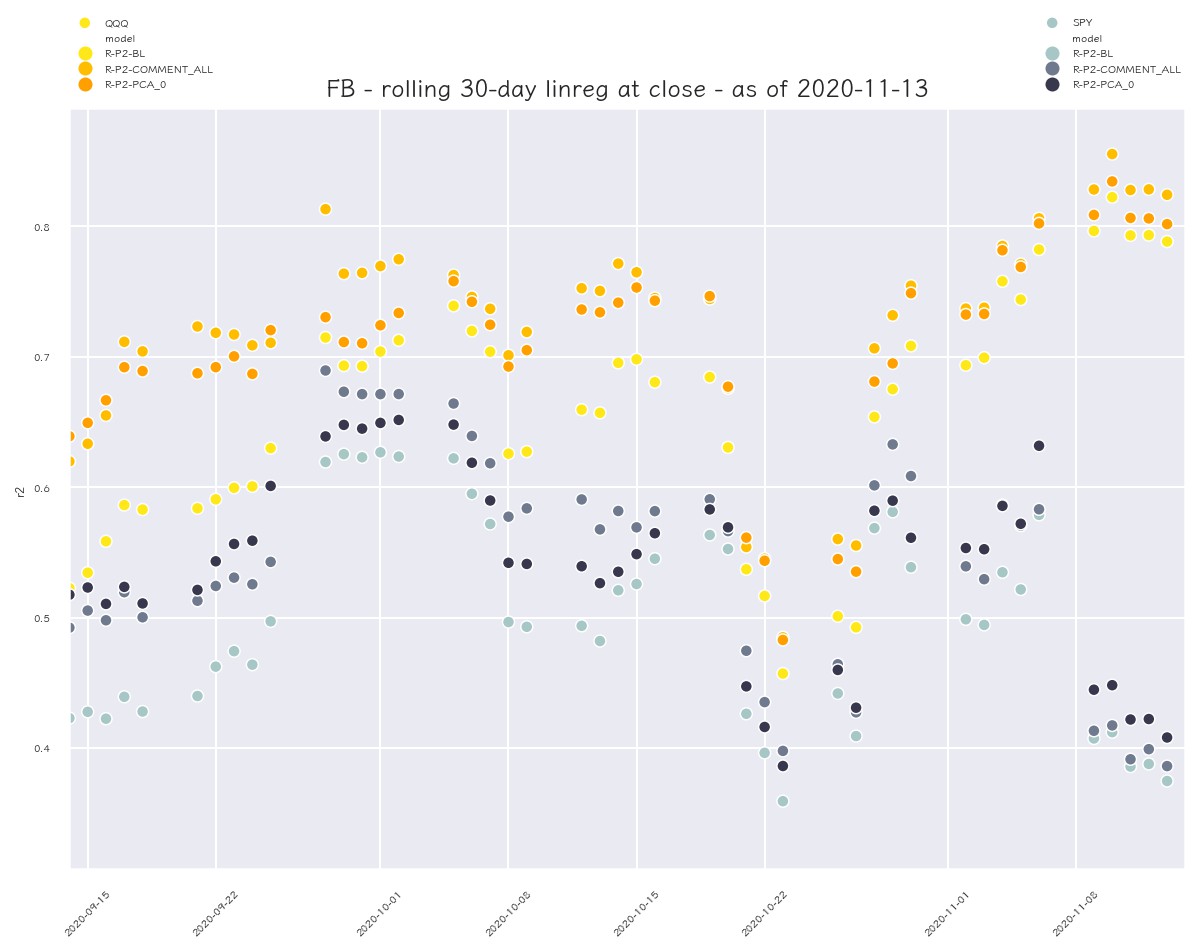 QQQ
model
R-P2-BL
R-P2-COMMENT_ALL
R-P2-PCA_0
SPY
model
R-P2-BL
R-P2-COMMENT_ALL
R-P2-PCA_0
FB - rolling 30-day linreg at close - as of 2020-11-13
0.8
0.7
0.6
0.5
0.4
r2
2020-09-15
2020-09-22
2020-10-01
2020-10-08
2020-10-15
2020-10-22
2020-11-01
2020-11-08